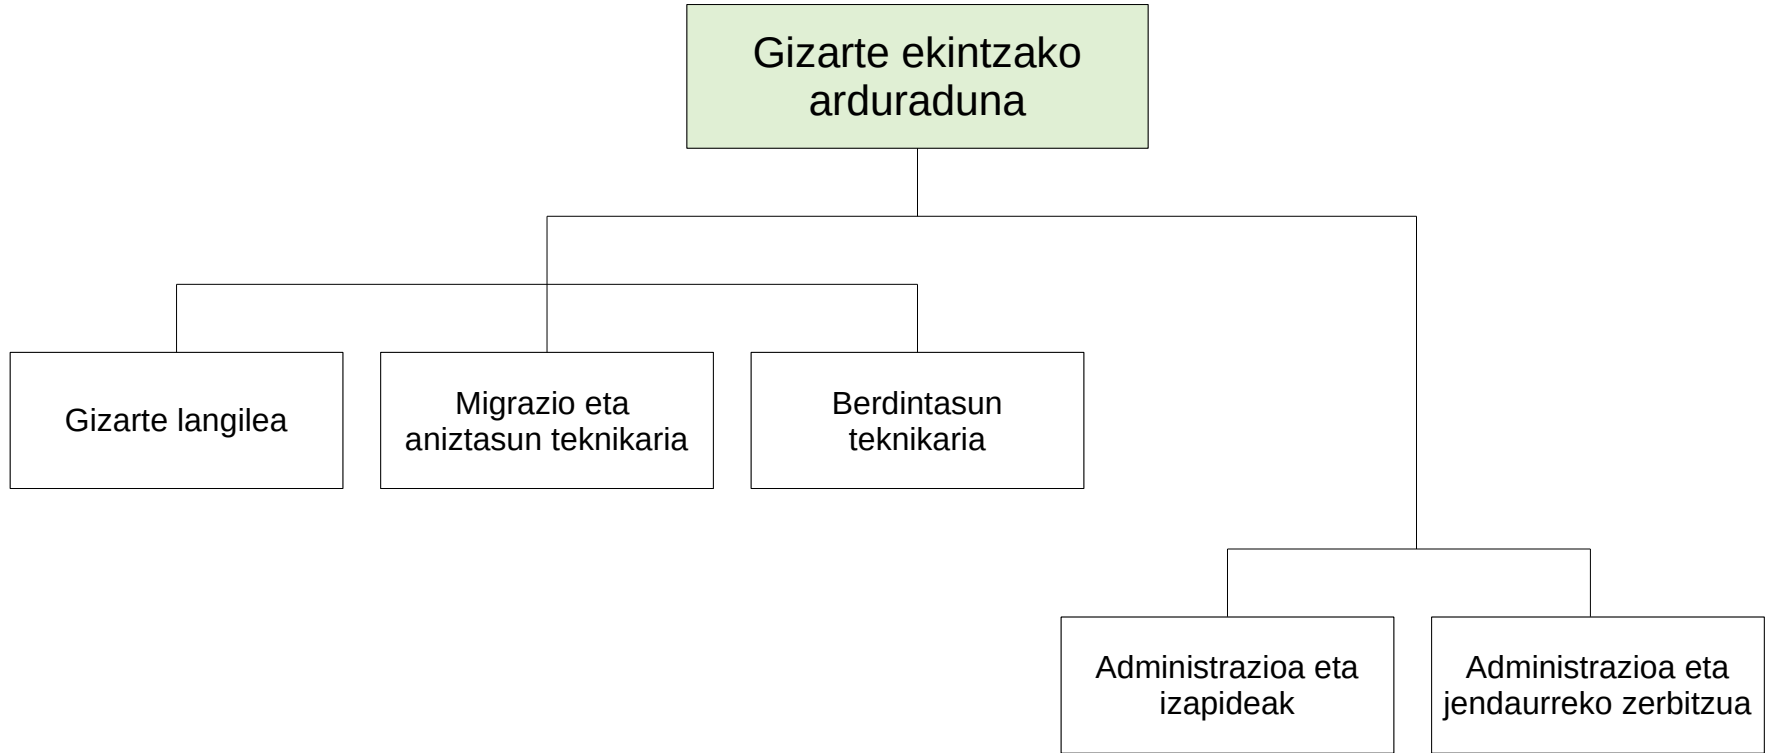 Gizarte ekintzako
arduraduna
Gizarte langilea
Migrazio eta
aniztasun teknikaria
Berdintasun
teknikaria
Administrazioa eta
izapideak
Administrazioa eta
jendaurreko zerbitzua